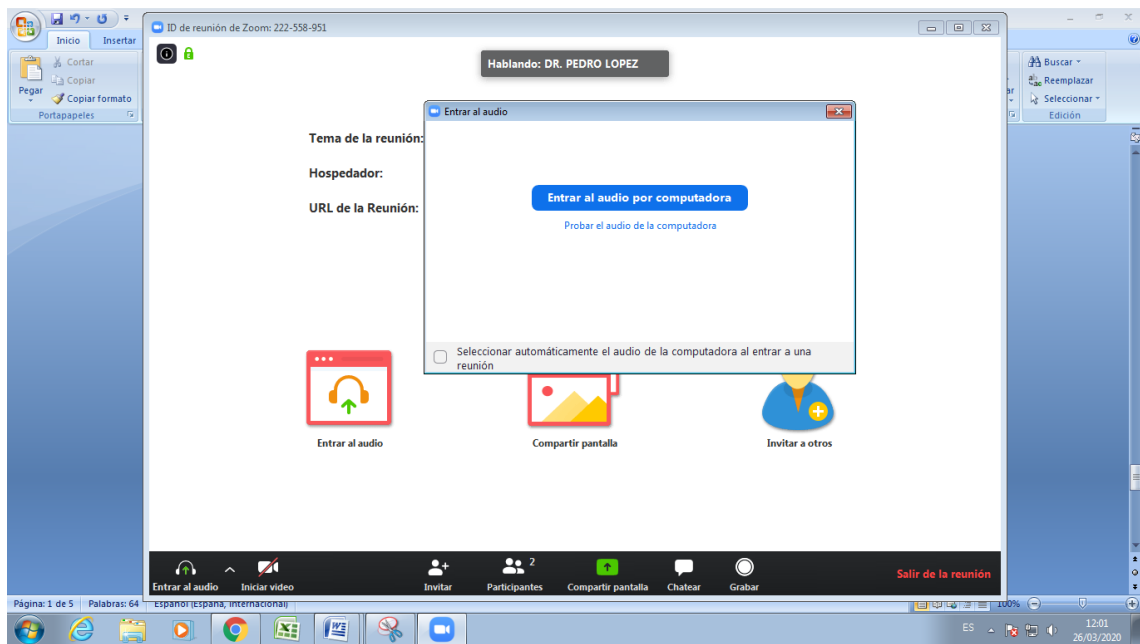 ID de reunión de Zoom: 222-558-951
Inicio Insertar
Pegar
Cortar
Copiar
Copiar formato
Portapapeles
Buscar
Reemplazar
Seleccionar
Edición
Hablando: DR. PEDRO LOPEZ
Entrar al audio
Tema de la reunión:
Hospedador:
URL de la Reunión:
Entrar al audio por computadora
Probar el audio de la computadora
Seleccionar automáticamente el audio de la computadora al entrar a una
reunión
Entrar al audio Compartir pantalla Invitar a otros
2
Entrar al audio Iniciar video Invitar Participantes Compartir pantalla Chatear Grabar Salir de la reunión
Página: 1 de 5 Palabras: 64 Español (España, internacional) 100%
ES 12:01
26/03/2020